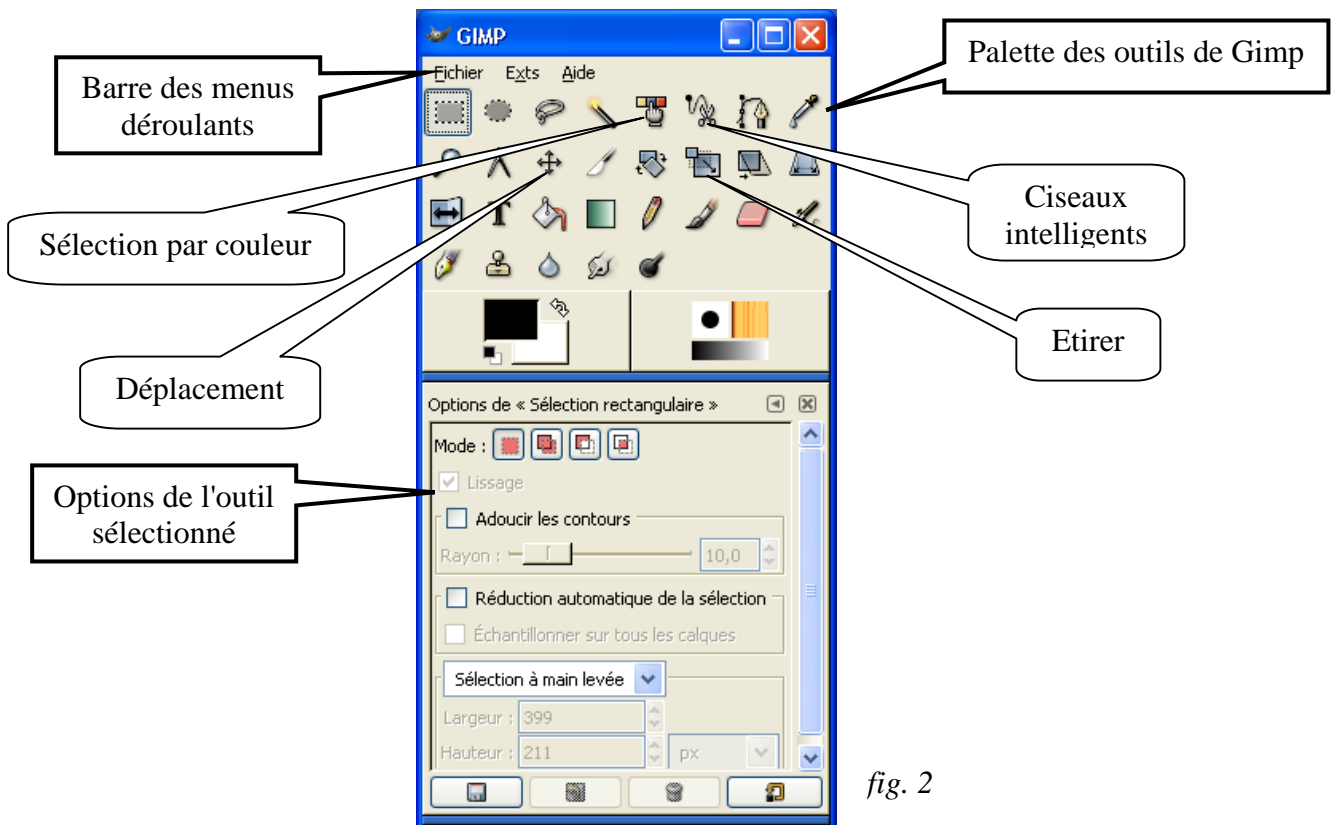 GIMP
Palette des outils de Gimp
Fichier Exts Aide
Barre des menus
déroulants
Ciseaux
intelligents
Sélection par couleur
Etirer
Déplacement
Options de « Sélection rectangulaire »
Mode :
Lissage
Options de l'outil
sélectionné
Adoucir les contours
Rayon : 10,0
Réduction automatique de la sélection
Échantillonner sur tous les calques
Sélection à main levée
Largeur : 399
Hauteur : 211 px
fig. 2